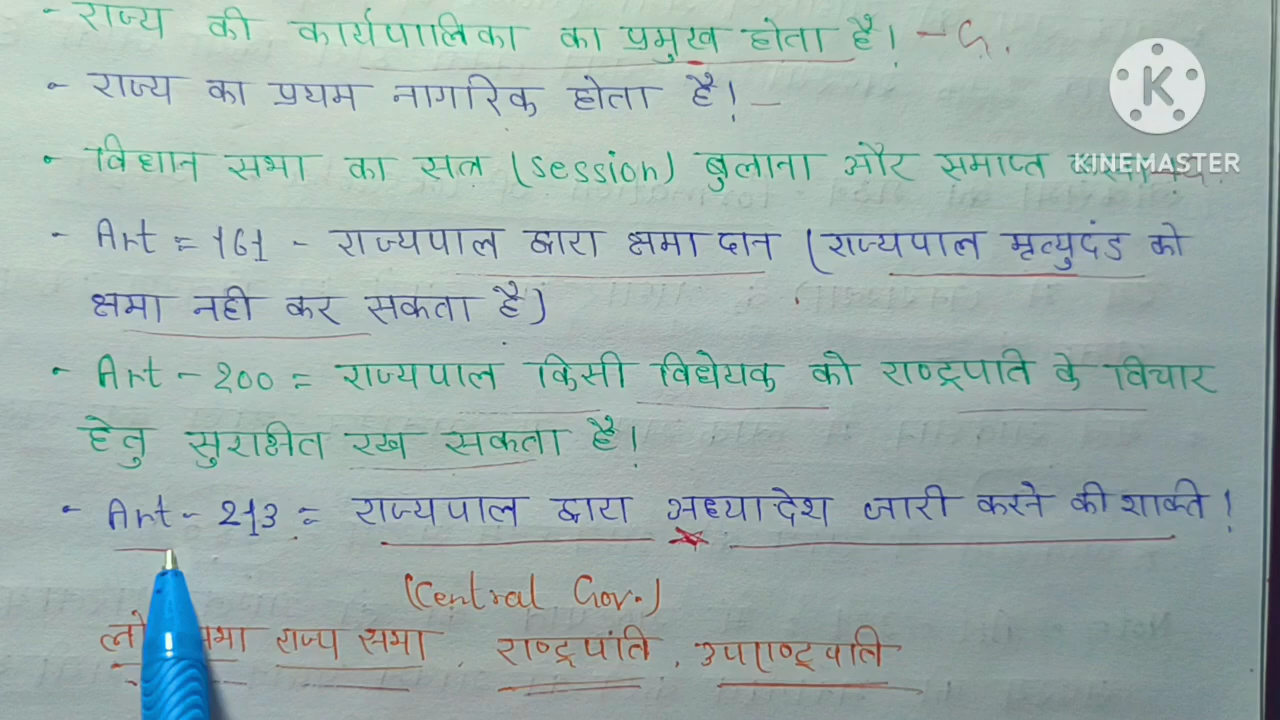 - राज्य की कार्यपालिका का प्रमुख होता है। - G.
- राज्य का प्रथम नागरिक होता है। -
KINEMASTER
• विधान सभा का सत्र (session) बुलाना और समाप्त
- Art = 161 - राज्यपाल द्वारा क्षमा दान (राज्यपाल मृत्युदंड को
क्षमा नही कर सकता है)
- Art - 200 = राज्यपाल किसी विधेयक को राष्ट्रपति के विचार
हेतु सुरक्षित रख सकता है।
- Art - 213 = राज्यपाल द्वारा अध्यादेश जारी करने की शक्ति!
(Central Gov.)
राज्य सभा, राष्ट्रपति, उपराष्ट्रपति